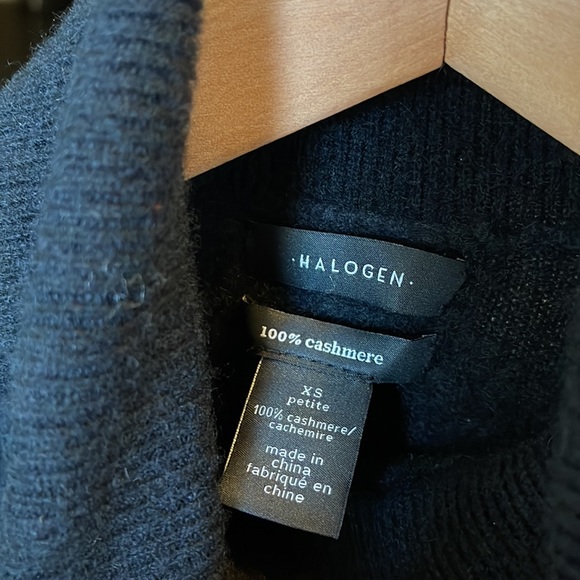 ·HALOGEN·
100% cashmere
XS
petite
100% cashmere/
cachemire
made in
china
fabriqué en
chine